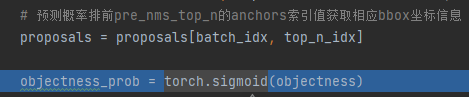 # 预测概率排前pre_nms_top_n的anchors索引值获取相应bbox坐标信息
proposals = proposals[batch_idx, top_n_idx]
objectness_prob = torch.sigmoid(objectness)